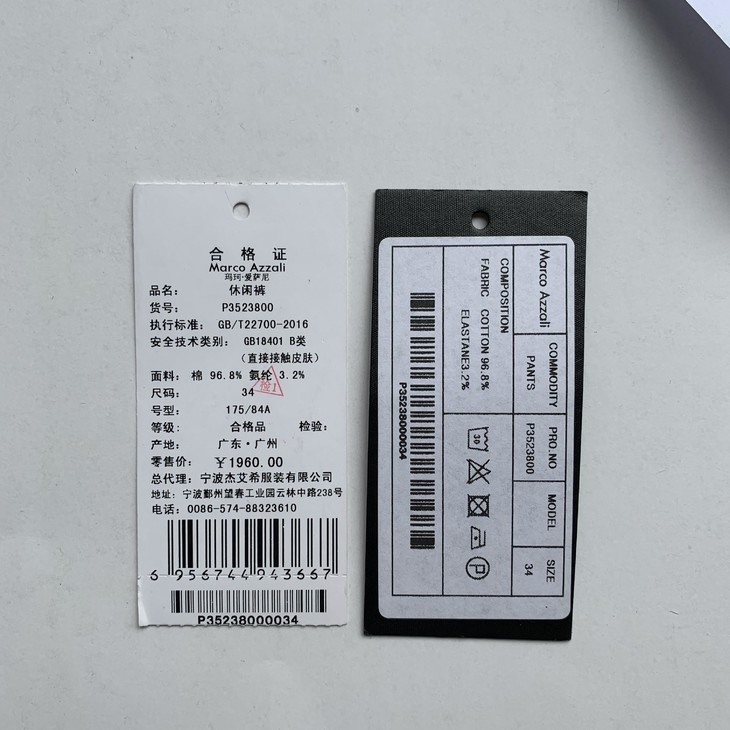 合格证
Marco Azzali
玛珂·爱萨尼
品名: 休闲裤
货号: P3523800
执行标准: GB/T22700-2016
安全技术类别: GB18401 B类
(直接接触皮肤)
面料: 棉 96.8% 氨纶 3.2%
尺码: 34
号型: 175/84A
等级: 合格品 检验:
产地: 广东·广州
零售价: ¥1960.00
总代理: 宁波杰艾希服装有限公司
地址: 宁波鄞州望春工业园云林中路238号
电话: 0086-574-88323610
6 956744 943667
P35238000034
Marco Azzali
COMMODITY
PANTS
PRO.NO
P3523800
MODEL
SIZE
34
COMPOSITION
FABRIC COTTON 96.8%
ELASTANE3.2%
30
P
P35238000034